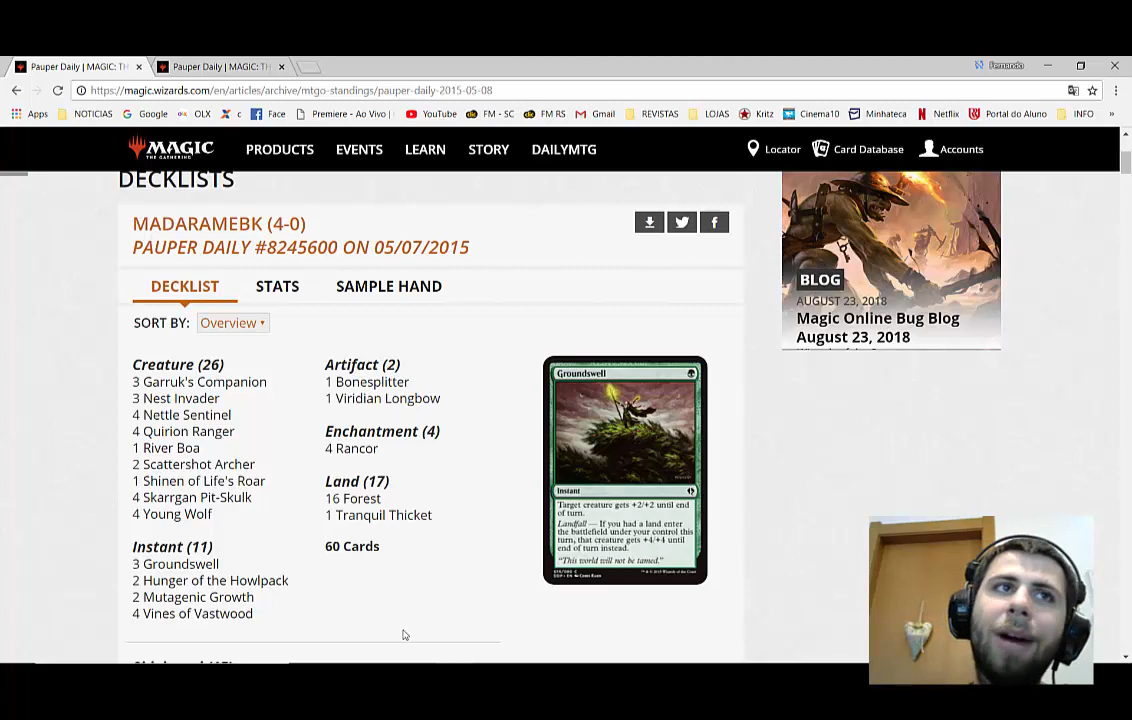 Pauper Daily | MAGIC: TH
Pauper Daily | MAGIC: TH
Fernando
https://magic.wizards.com/en/articles/archive/mtgo-standings/pauper-daily-2015-05-08
Apps NOTICIAS Google OLX c Face Premiere - Ao Vivo | YouTube FM - SC FM RS Gmail REVISTAS LOJAS Kritz Cinema10 Minhateca Netflix Portal do Aluno INFO »
MAGIC
THE GATHERING
PRODUCTS EVENTS LEARN STORY DAILYMTG
Locator Card Database Accounts
DECKLISTS
MADARAMEBK (4-0)
PAUPER DAILY #8245600 ON 05/07/2015
DECKLIST STATS SAMPLE HAND
SORT BY: Overview
Creature (26)
3 Garruk's Companion
3 Nest Invader
4 Nettle Sentinel
4 Quirion Ranger
1 River Boa
2 Scattershot Archer
1 Shinen of Life's Roar
4 Skarrgan Pit-Skulk
4 Young Wolf
Instant (11)
3 Groundswell
2 Hunger of the Howlpack
2 Mutagenic Growth
4 Vines of Vastwood
Artifact (2)
1 Bonesplitter
1 Viridian Longbow
Enchantment (4)
4 Rancor
Land (17)
16 Forest
1 Tranquil Thicket
60 Cards
Groundswell
Instant
Target creature gets +2/+2 until end
of turn.
Landfall — If you had a land enter
the battlefield under your control this
turn, that creature gets +4/+4 until
end of turn instead.
"This world will not be tamed."
BLOG
AUGUST 23, 2018
Magic Online Bug Blog
August 23, 2018